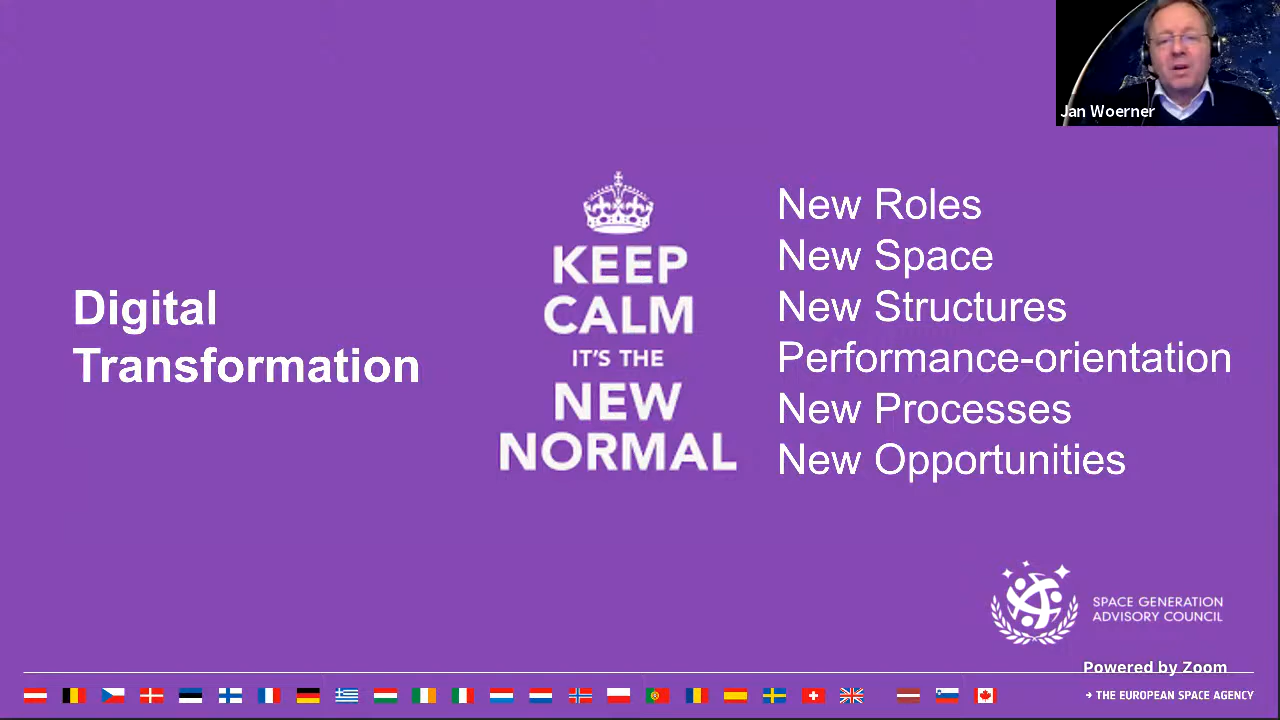 Jan Woerner
Digital
Transformation
KEEP
CALM
IT'S THE
NEW
NORMAL
New Roles
New Space
New Structures
Performance-orientation
New Processes
New Opportunities
SPACE GENERATION
ADVISORY COUNCIL
Powered by Zoom
→ THE EUROPEAN SPACE AGENCY